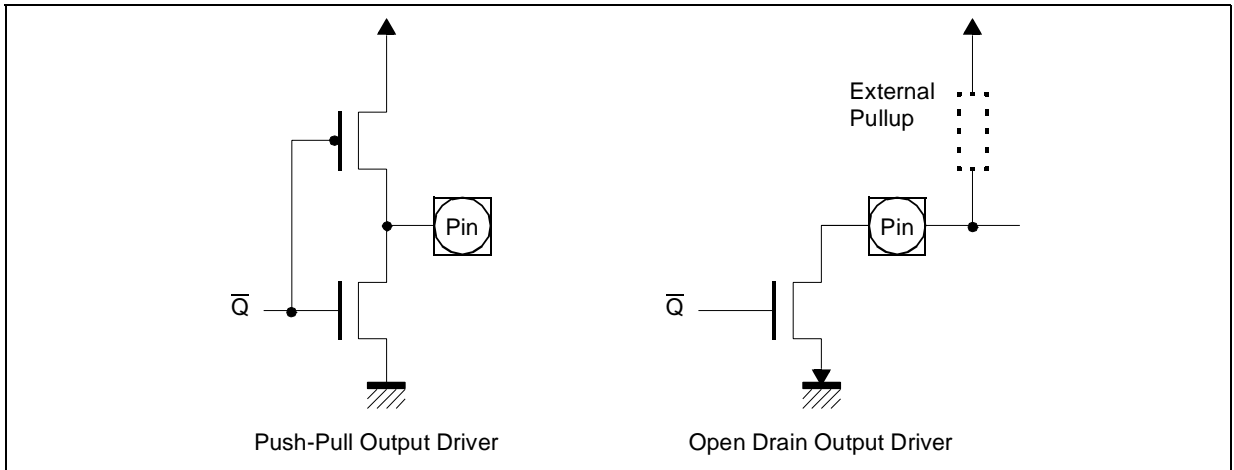 External
Pullup
Pin
Pin
Q̅
Q̅
Push-Pull Output Driver
Open Drain Output Driver